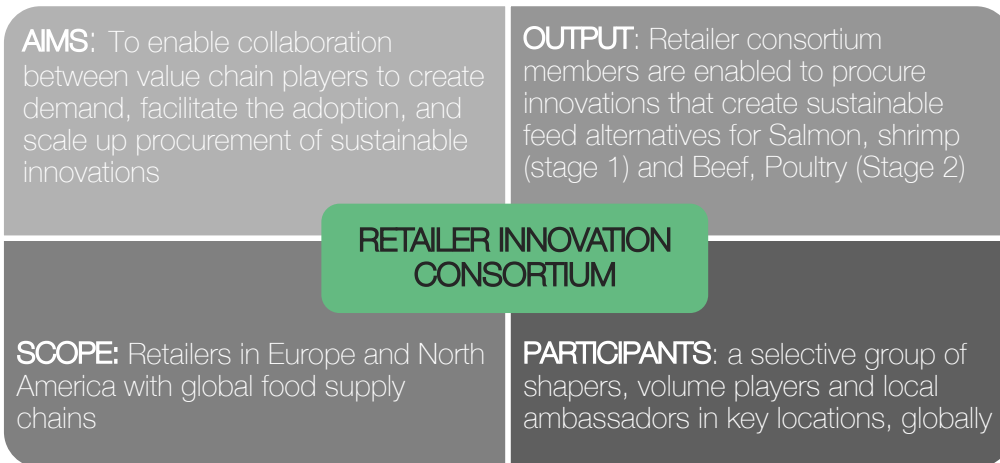 AIMS: To enable collaboration
between value chain players to create
demand, facilitate the adoption, and
scale up procurement of sustainable
innovations
OUTPUT: Retailer consortium
members are enabled to procure
innovations that create sustainable
feed alternatives for Salmon, shrimp
(stage 1) and Beef, Poultry (Stage 2)
RETAILER INNOVATION
CONSORTIUM
SCOPE: Retailers in Europe and North
America with global food supply
chains
PARTICIPANTS: a selective group of
shapers, volume players and local
ambassadors in key locations, globally